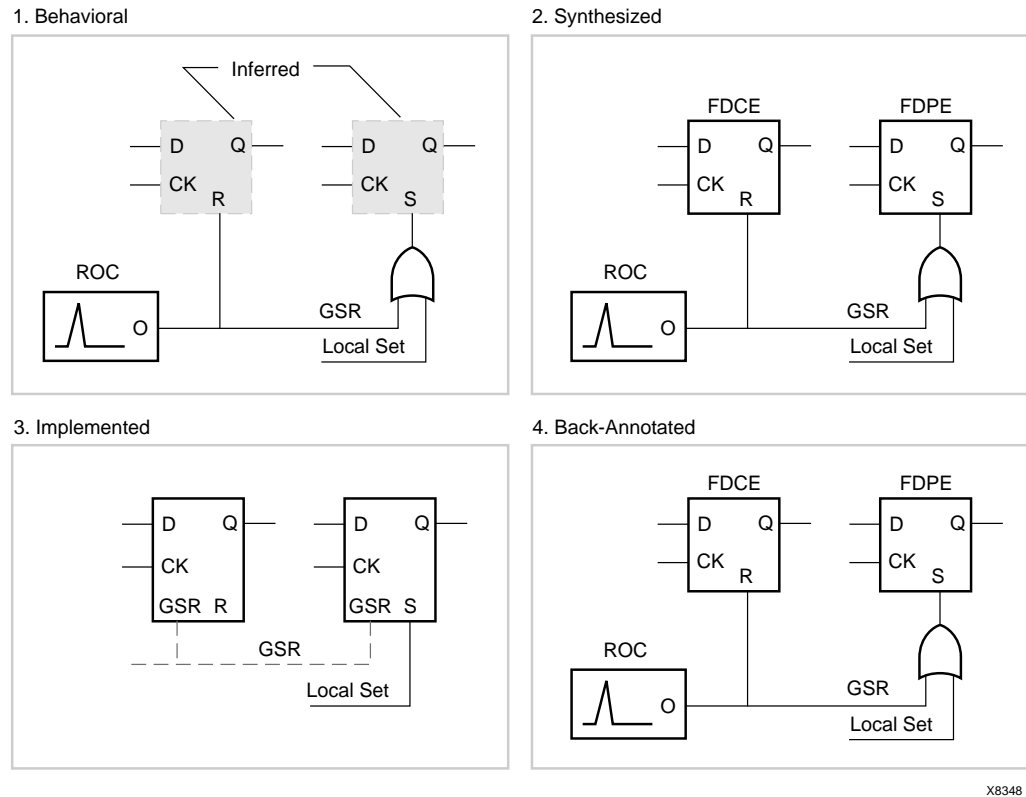 1. Behavioral
Inferred
D Q
CK
R
D Q
CK
S
ROC
O
GSR
Local Set
2. Synthesized
FDCE
D Q
CK
R
FDPE
D Q
CK
S
ROC
O
GSR
Local Set
3. Implemented
D Q
CK
GSR R
D Q
CK
GSR S
GSR
Local Set
4. Back-Annotated
FDCE
D Q
CK
R
FDPE
D Q
CK
S
ROC
O
GSR
Local Set
X8348